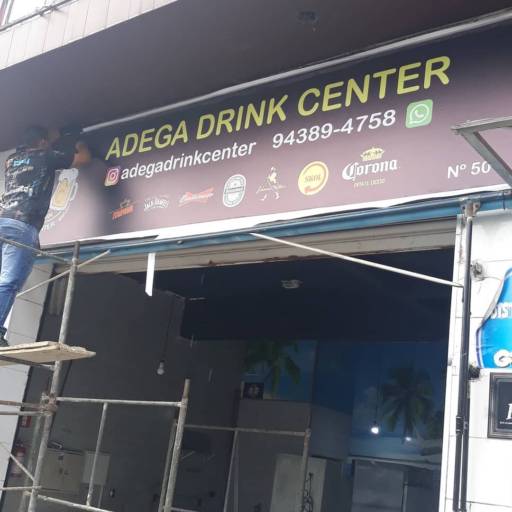 ADEGA DRINK CENTER
adegadrinkcenter 94389-4758
Corona
Nº 50